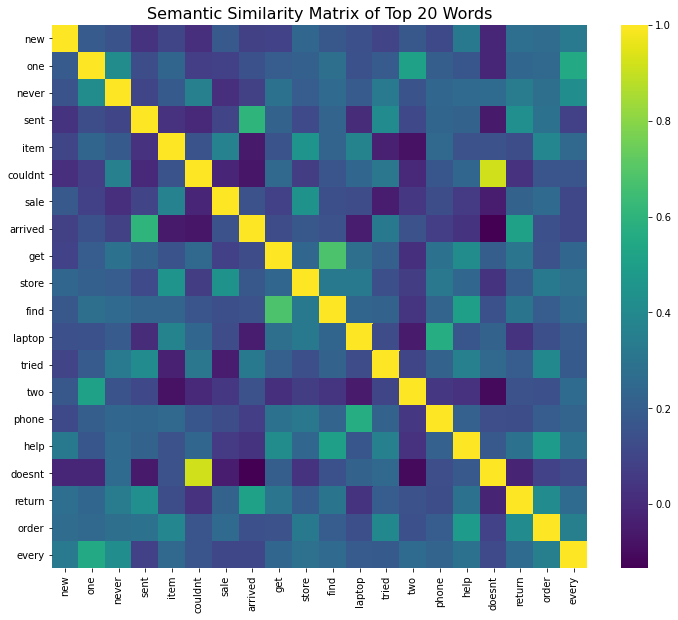 Semantic Similarity Matrix of Top 20 Words
new
one
never
sent
item
couldnt
sale
arrived
get
store
find
laptop
tried
two
phone
help
doesnt
return
order
every
new one never sent item couldnt sale arrived get store find laptop tried two phone help doesnt return order every
1.0
0.8
0.6
0.4
0.2
0.0